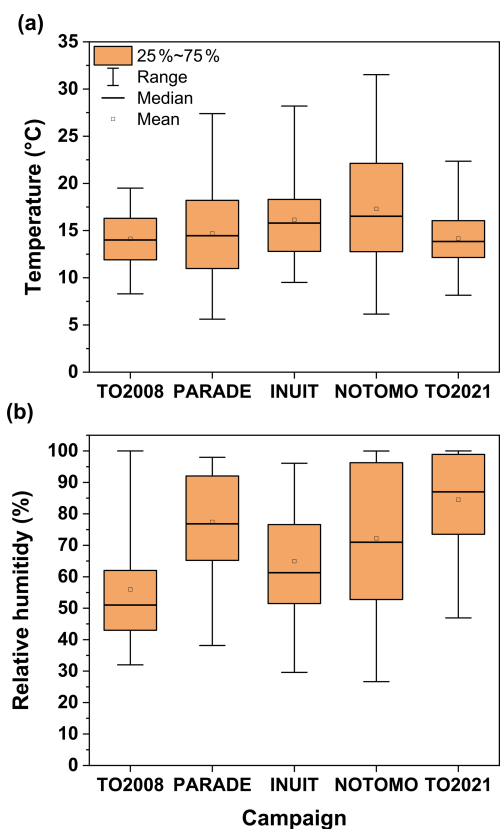 (a)
35
30
25
20
15
10
5
0
Temperature (°C)
25%~75%
Range
Median
Mean
TO2008 PARADE INUIT NOTOMO TO2021
(b)
100
90
80
70
60
50
40
30
20
10
0
Relative humitidy (%)
TO2008 PARADE INUIT NOTOMO TO2021
Campaign